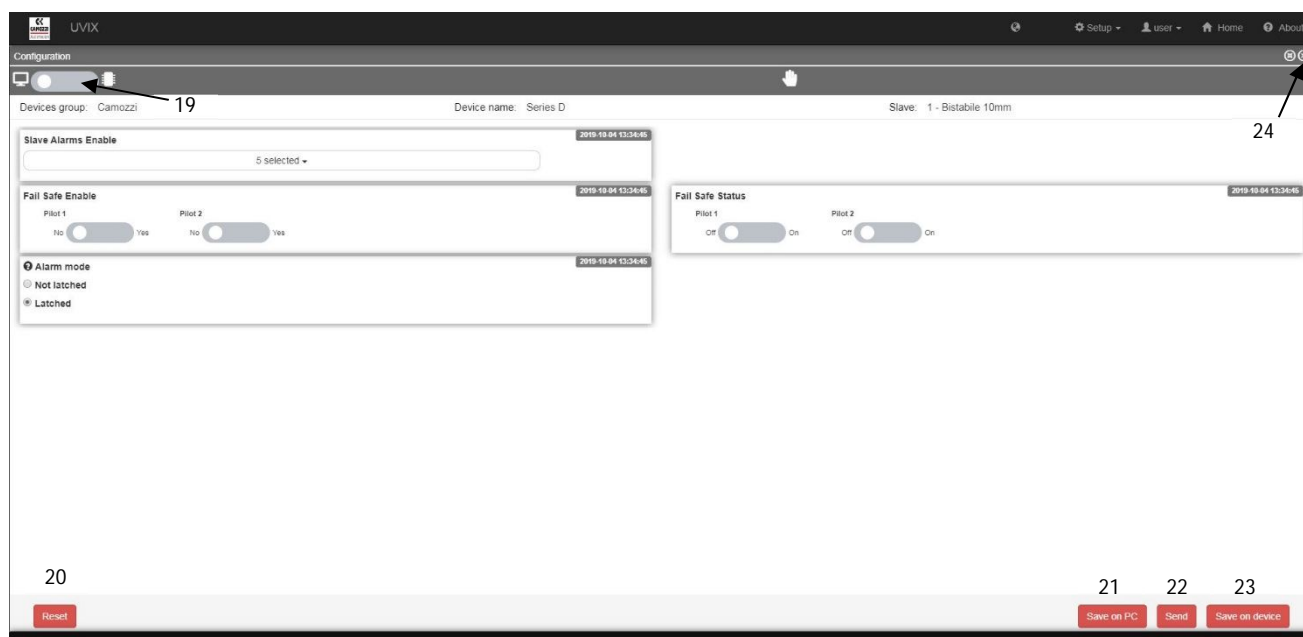 CAMOZZI
UVIX
Setup
user
Home
About
Configuration
19
24
Devices group: Camozzi
Device name: Series D
Slave: 1 - Bistabile 10mm
Slave Alarms Enable
2019-10-04 13:34:45
5 selected
Fail Safe Enable
2019-10-04 13:34:45
Pilot 1
Pilot 2
No
Yes
No
Yes
Fail Safe Status
2019-10-04 13:34:45
Pilot 1
Pilot 2
Off
On
Off
On
Alarm mode
2019-10-04 13:34:45
Not latched
Latched
20
21
22
23
Reset
Save on PC
Send
Save on device